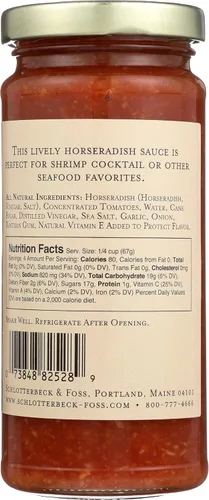 This lively horseradish sauce is
perfect for shrimp cocktail or other
seafood favorites.
All Natural Ingredients: Horseradish (Horseradish,
Vinegar, Salt), Concentrated Tomatoes, Water, Cane
Sugar, Distilled Vinegar, Sea Salt, Garlic, Onion,
Xanthan Gum, Natural Vitamin E Added to Protect Flavor.
Nutrition Facts Serv. Size: 1/4 cup (67g)
Servings: 4 Amount Per Serving: Calories 80, Calories from Fat 0, Total
Fat 0g (0% DV), Saturated Fat 0g (0% DV), Trans Fat 0g, Cholesterol 0mg
DV), Sodium 820 mg (34% DV), Total Carbohydrate 19g (6% DV),
Dietary Fiber 2g (6% DV), Sugars 17g, Protein 1g, Vitamin C (25% DV),
Vitamin A (4% DV), Calcium (2% DV), Iron (2% DV) Percent Daily Values
(DV) are based on a 2,000 calorie diet.
Shake Well. Refrigerate After Opening.
73848 82528 9
Schlotterbeck & Foss, Portland, Maine 04101
www.schlotterbeck-foss.com • 800-777-4666